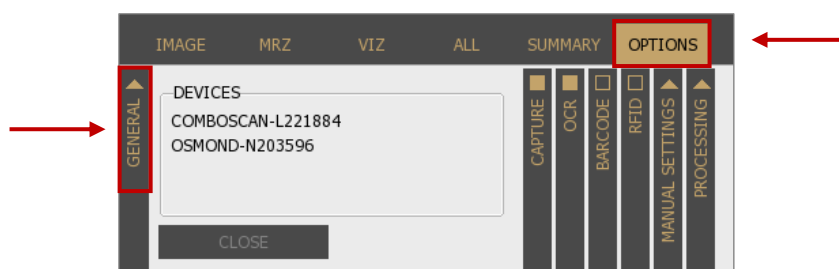 IMAGE MRZ VIZ ALL SUMMARY OPTIONS
GENERAL
DEVICES
COMBOSCAN-L221884
OSMOND-N203596
CLOSE
CAPTURE
OCR
BARCODE
RFID
MANUAL SETTINGS
PROCESSING